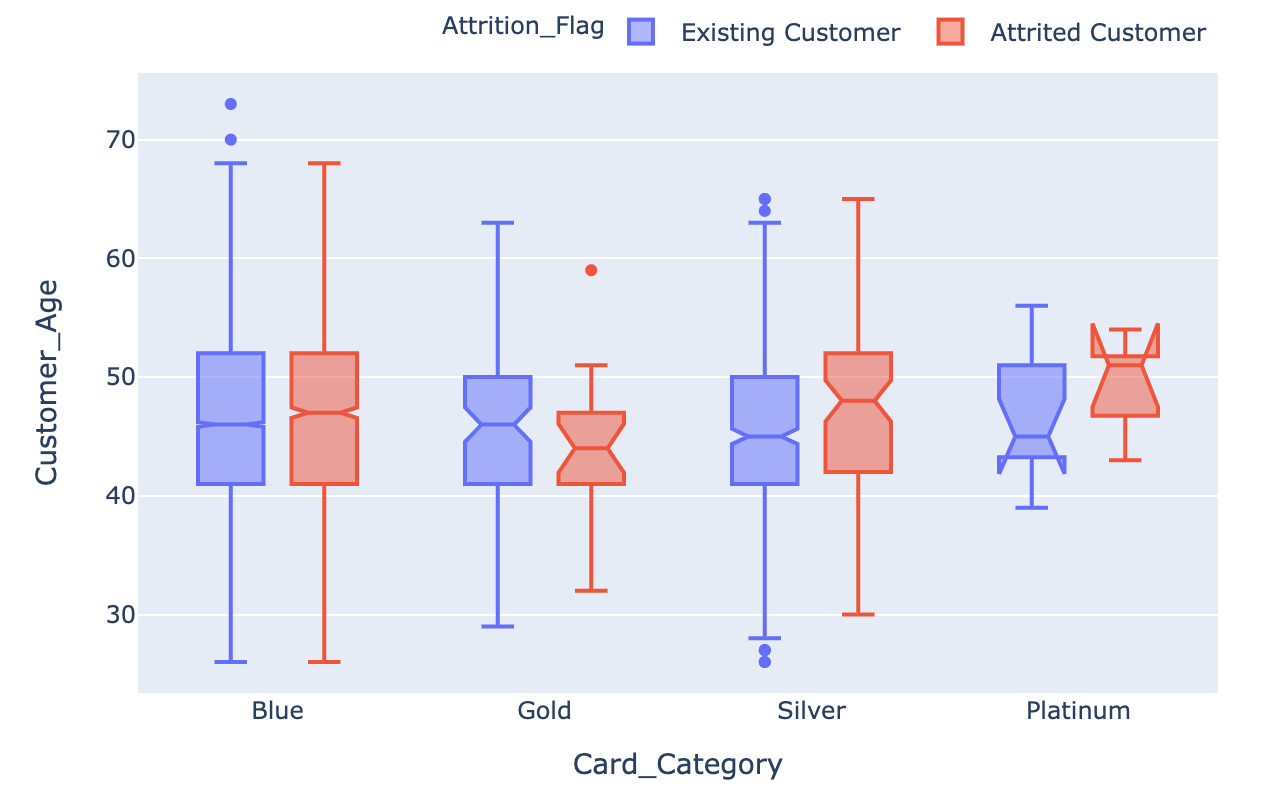 Attrition_Flag Existing Customer Attrited Customer
70
60
50
40
30
Customer_Age
Blue Gold Silver Platinum
Card_Category